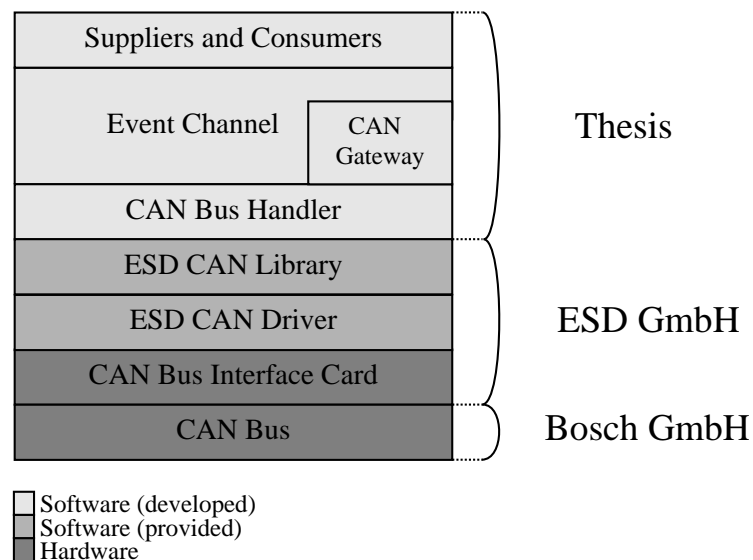 Suppliers and Consumers
Event Channel
CAN
Gateway
CAN Bus Handler
ESD CAN Library
ESD CAN Driver
CAN Bus Interface Card
CAN Bus
Thesis
ESD GmbH
Bosch GmbH
Software (developed)
Software (provided)
Hardware